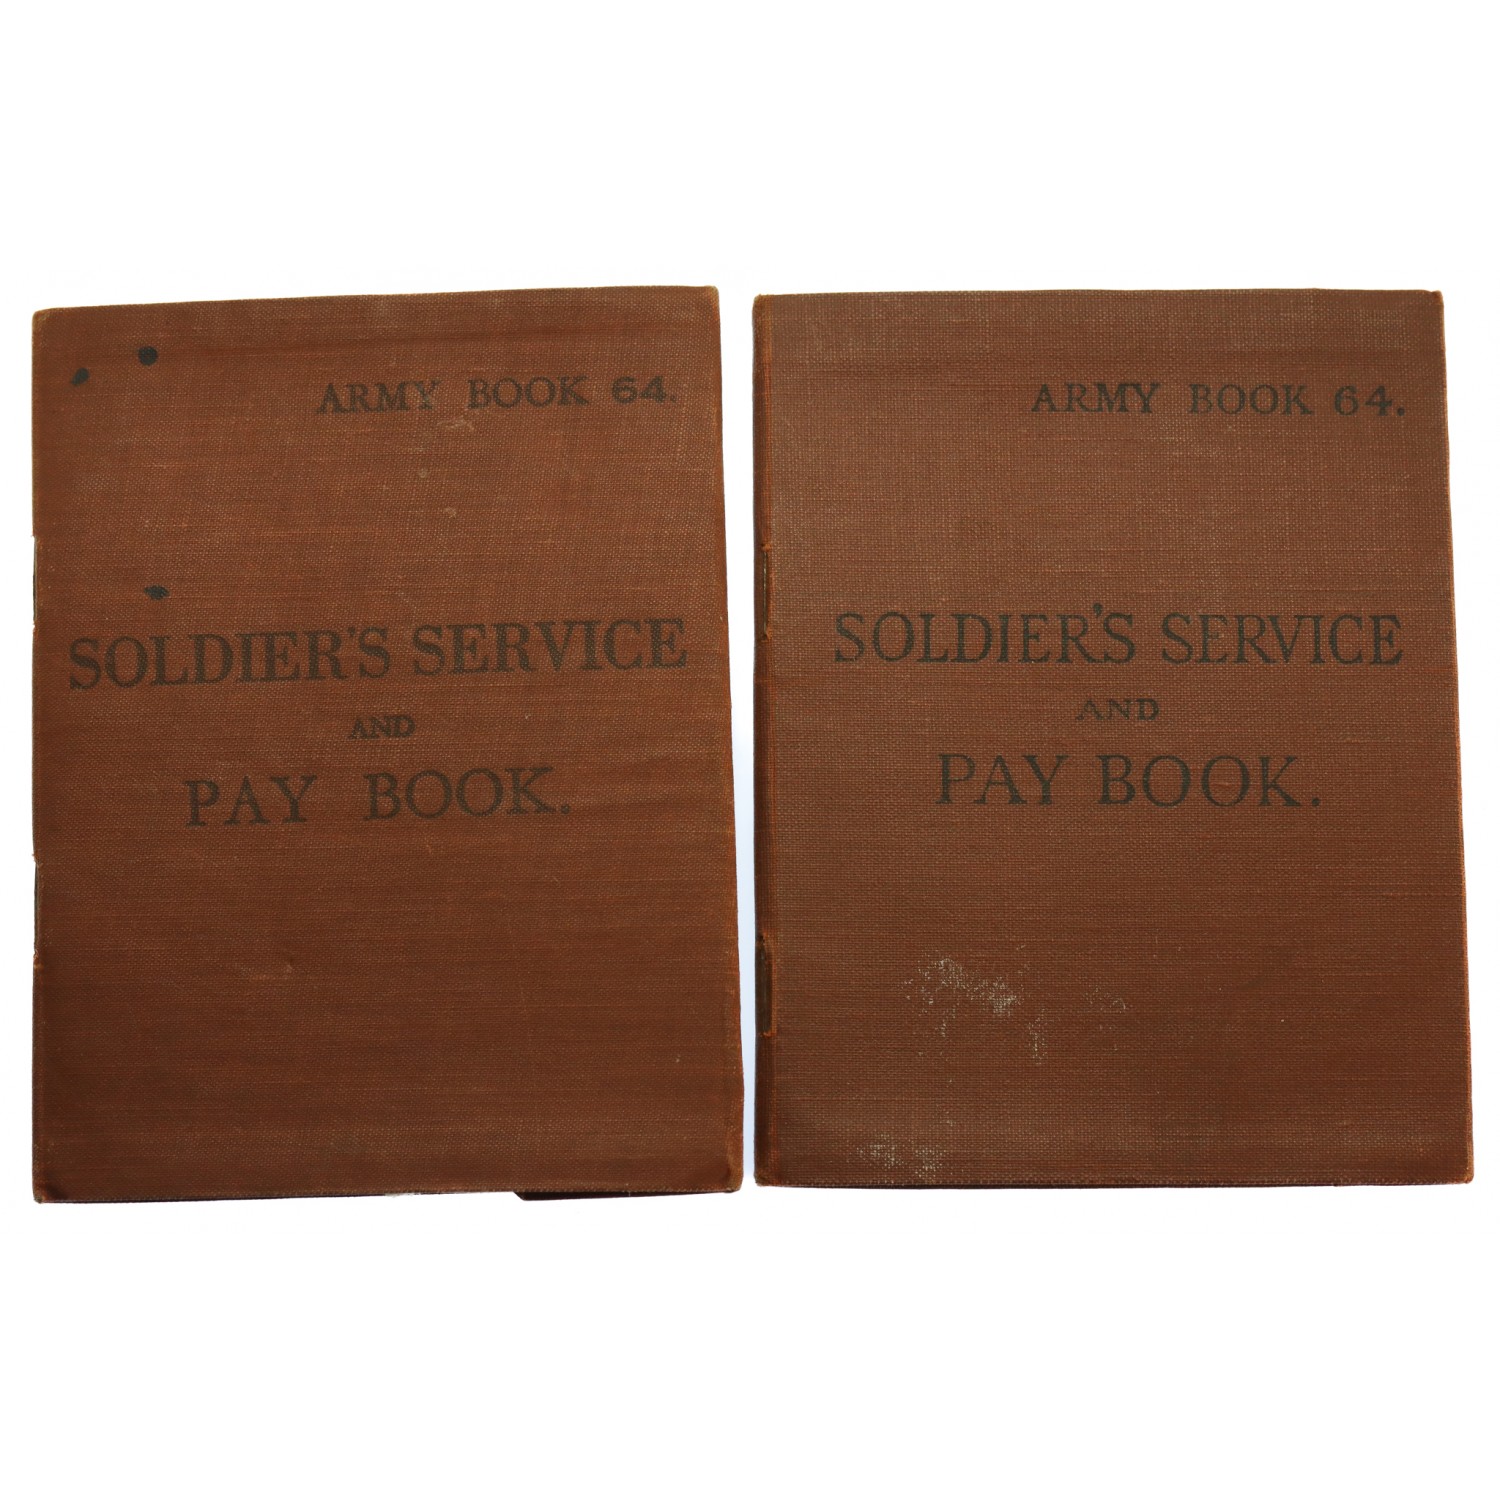 ARMY BOOK 64.
SOLDIER'S SERVICE
AND
PAY BOOK.
ARMY BOOK 64.
SOLDIER'S SERVICE
AND
PAY BOOK.